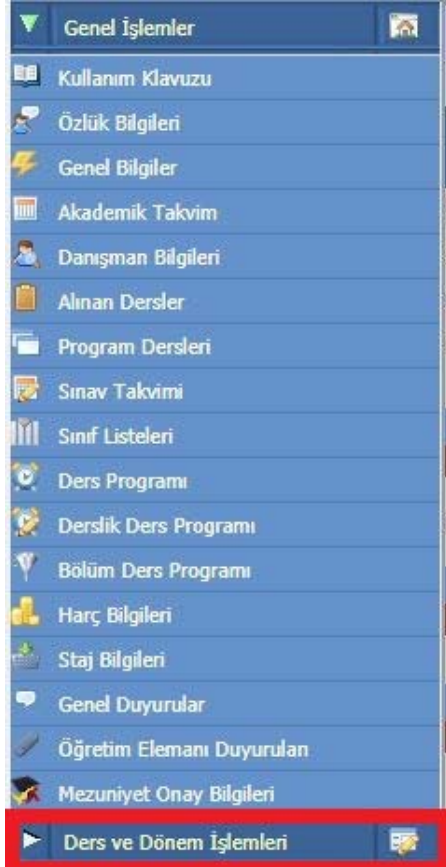 Genel İşlemler
Kullanım Klavuzu
Özlük Bilgileri
Genel Bilgiler
Akademik Takvim
Danışman Bilgileri
Alınan Dersler
Program Dersleri
Sınav Takvimi
Sınıf Listeleri
Ders Programı
Derslik Ders Programı
Bölüm Ders Programı
Harç Bilgileri
Staj Bilgileri
Genel Duyurular
Öğretim Elemanı Duyuruları
Mezuniyet Onay Bilgileri
Ders ve Dönem İşlemleri